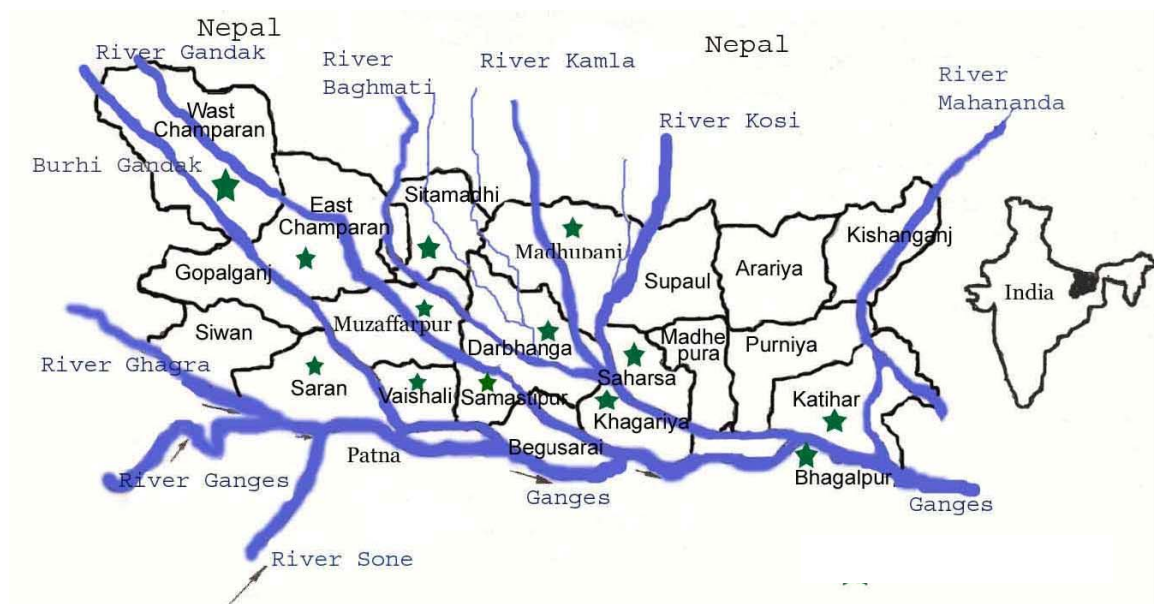 Nepal
Nepal
River Gandak
River
Baghmati
River Kamla
River
Mahananda
River Kosi
Wast
Champaran
Burhi Gandak
East
Champaran
Sitamadhi
Madhupani
Kishanganj
Gopalganj
Supaul
Arariya
India
Siwan
Muzaffarpur
Darbhanga
Madhe
pura
Purniya
River Ghagra
Saran
Vaishali
Samastipur
Saharsa
Katihar
Khagariya
Patna
Begusarai
River Ganges
Ganges
Bhagalpur
Ganges
River Sone